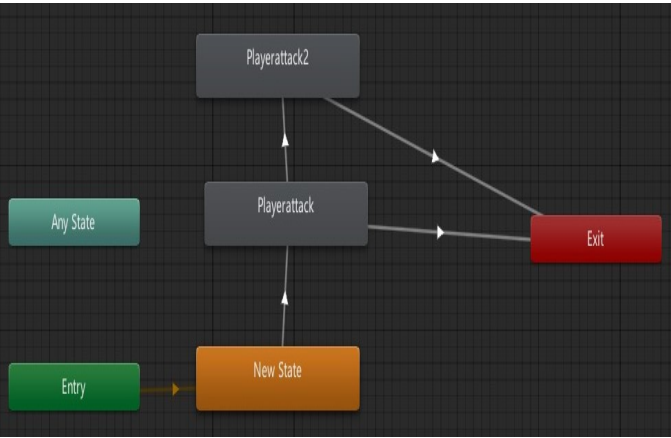 Playerattack2
Playerattack
Any State
Exit
New State
Entry